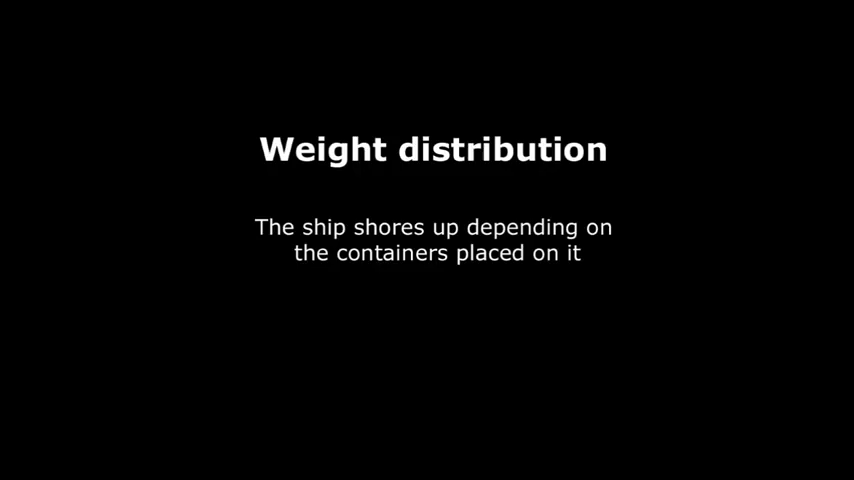 Weight distribution
The ship shores up depending on
the containers placed on it